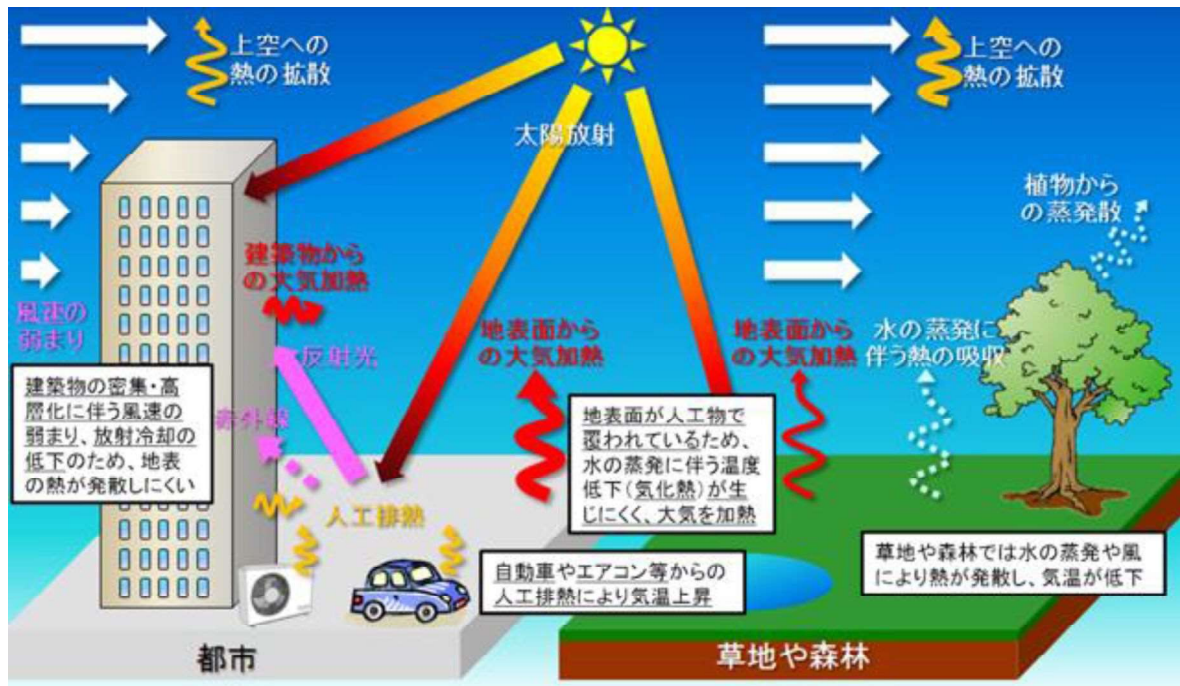 上空への
熱の拡散
太陽放射
上空への
熱の拡散
植物から
の蒸発散
建築物から
の大気加熱
風速の
弱まり
反射光
地表面から
の大気加熱
地表面から
の大気加熱
水の蒸発に
伴う熱の吸収
建築物の密集・高
層化に伴う風速の
弱まり、放射冷却の
低下のため、地表
の熱が発散しにくい
赤外線
地表面が人工物で
覆われているため、
水の蒸発に伴う温度
低下(気化熱)が生
じにくく、大気を加熱
人工排熱
自動車やエアコン等からの
人工排熱により気温上昇
草地や森林では水の蒸発や風
により熱が発散し、気温が低下
都市
草地や森林